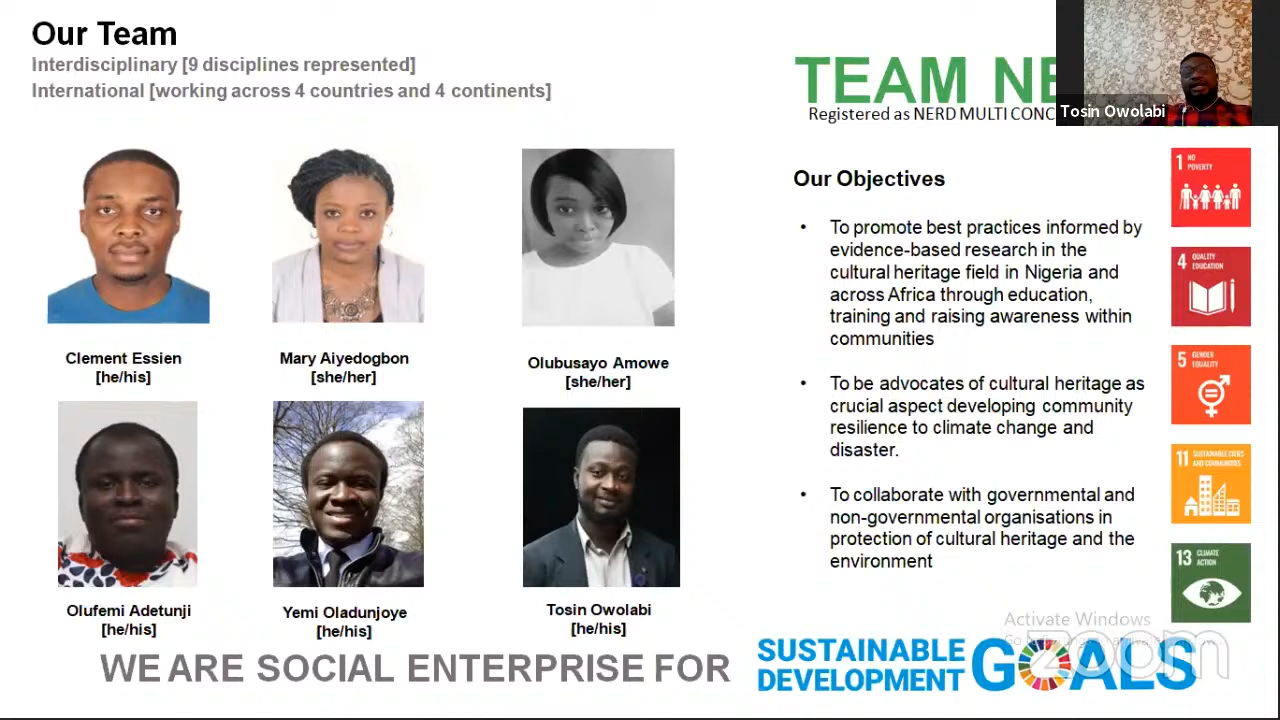 Our Team
Interdisciplinary [9 disciplines represented]
International [working across 4 countries and 4 continents]
TEAM
Registered as NERD MULTI
Tosin Owolabi
Clement Essien
[he/his]
Mary Aiyedogbon
[she/her]
Olubusayo Amowe
[she/her]
Olufemi Adetunji
[he/his]
Yemi Oladunjoye
[he/his]
Tosin Owolabi
[he/his]
Our Objectives
• To promote best practices informed by
evidence-based research in the
cultural heritage field in Nigeria and
across Africa through education,
training and raising awareness within
communities
• To be advocates of cultural heritage as
crucial aspect developing community
resilience to climate change and
disaster.
• To collaborate with governmental and
non-governmental organisations in
protection of cultural heritage and the
environment
1 NO
POVERTY
4 QUALITY
EDUCATION
5 GENDER
EQUALITY
11 SUSTAINABLE CITIES
AND COMMUNITIES
13 CLIMATE
ACTION
Activate Windows
WE ARE SOCIAL ENTERPRISE FOR
SUSTAINABLE
DEVELOPMENT
GOALS
zoom